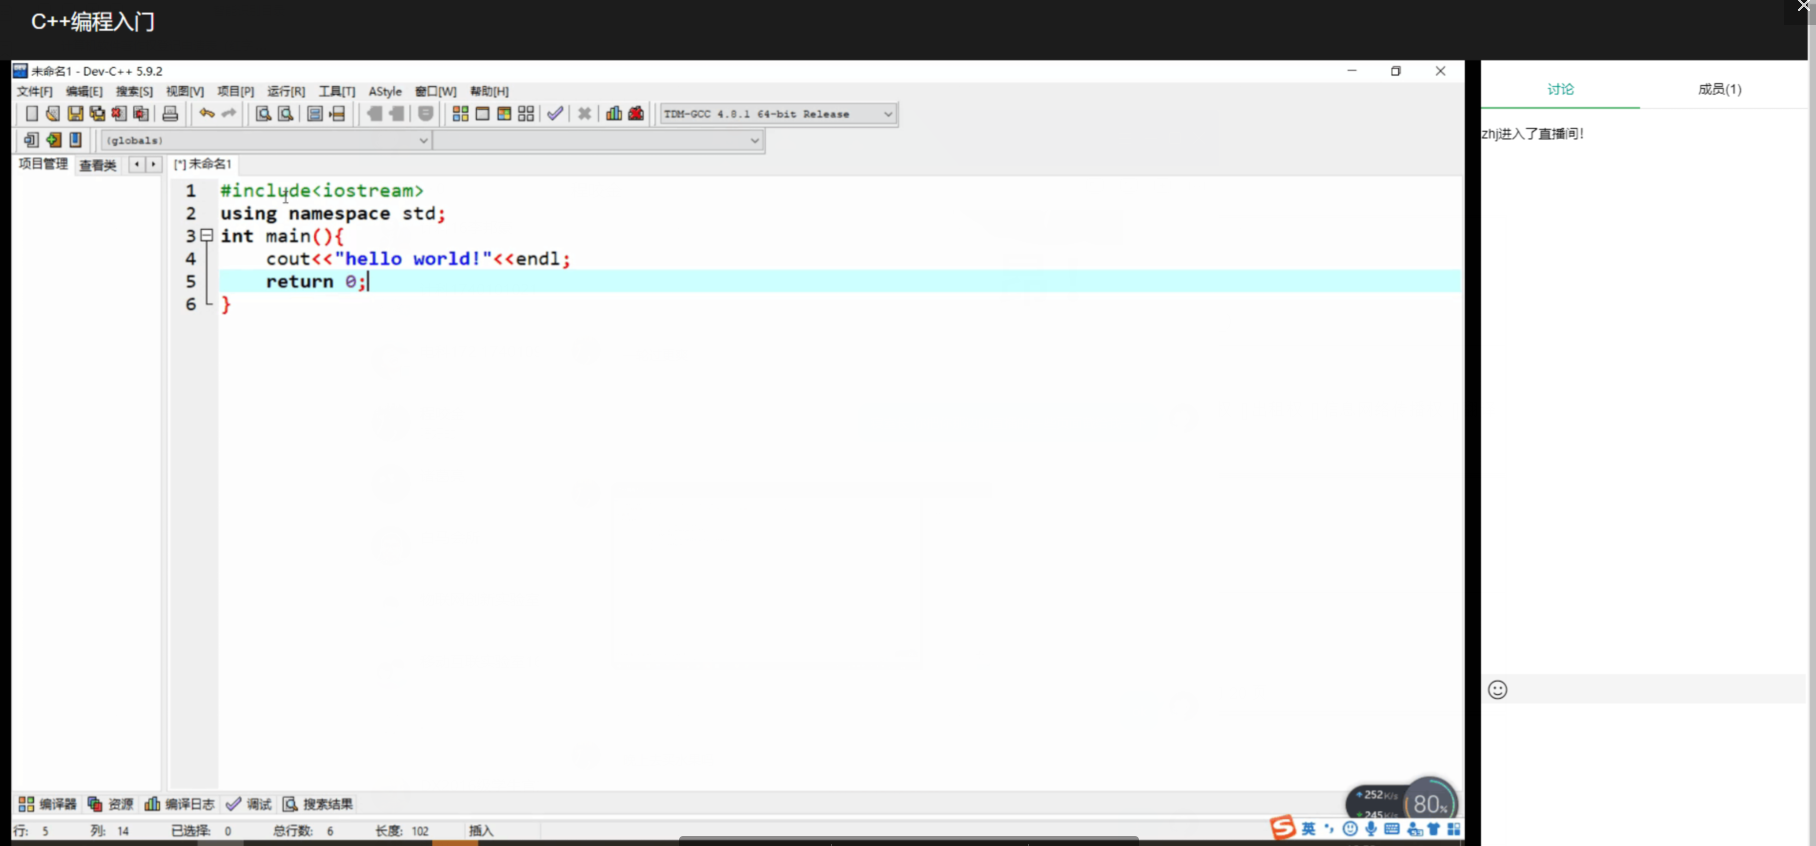 C++编程入门
未命名1 - Dev-C++ 5.9.2
文件[F] 编辑[E] 搜索[S] 视图[V] 项目[P] 运行[R] 工具[T] AStyle 窗口[W] 帮助[H]
TDM-GCC 4.8.1 64-bit Release
(globals)
项目管理 查看类 [*] 未命名1
1 #include<iostream>
2 using namespace std;
3 int main(){
4 cout<<"hello world!"<<endl;
5 return 0;
6 }
讨论 成员(1)
zhj进入了直播间!
编译器 资源 编译日志 调试 搜索结果
252K/s
80%
245K/s
行: 5 列: 14 已选择: 0 总行数: 6 长度: 102 插入
英